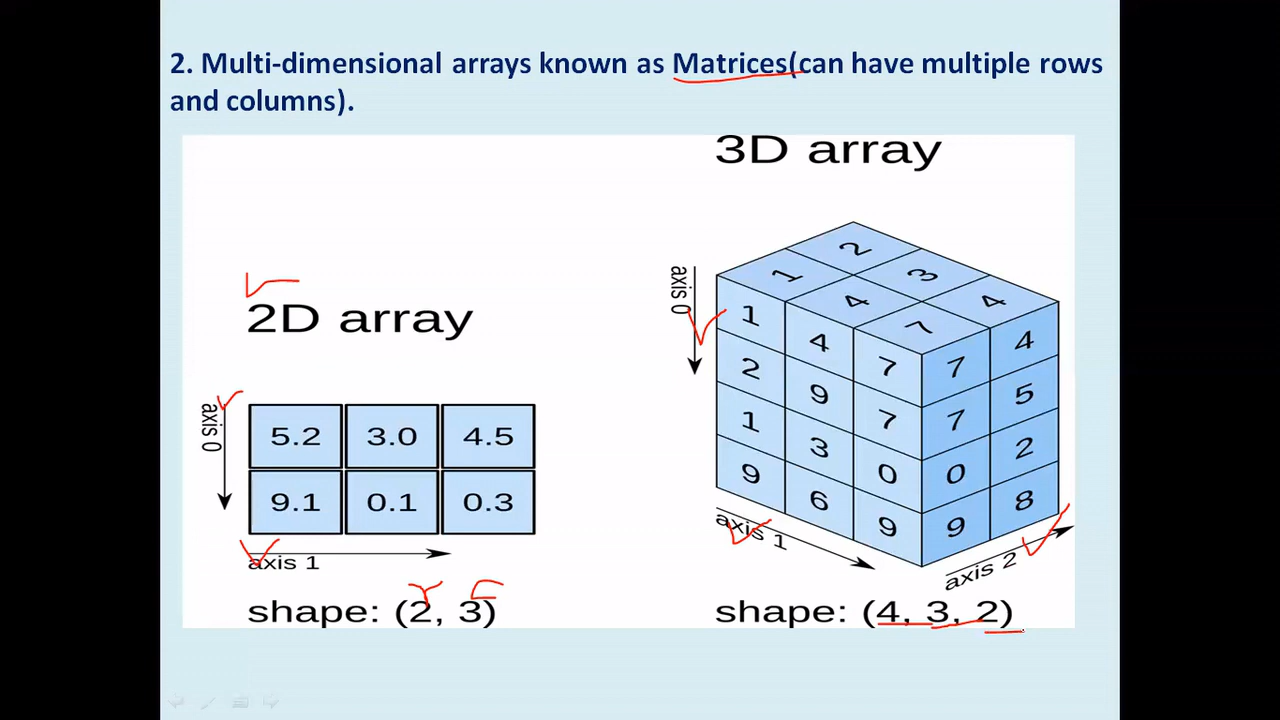 2. Multi-dimensional arrays known as Matrices(can have multiple rows
and columns).
3D array
2D array
axis 0
5.2 3.0 4.5
9.1 0.1 0.3
axis 1
shape: (2, 3)
r c
axis 0
2
1 3
4 4
7
1 4 7 7 4
2 9 7 7 5
1 3 0 0 2
9 6 9 9 8
axis 1
axis 2
shape: (4, 3, 2)